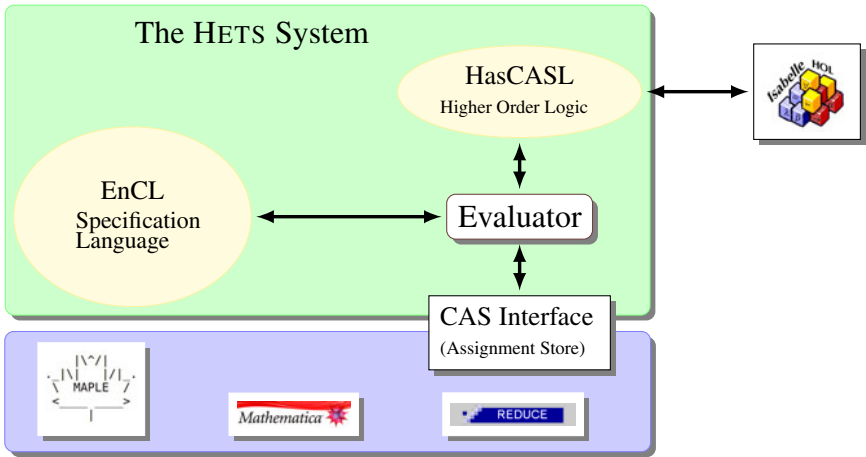 The HETS System
HasCASL
Higher Order Logic
Isabelle HOL
EnCL
Specification
Language
Evaluator
CAS Interface
(Assignment Store)
MAPLE
Mathematica
REDUCE